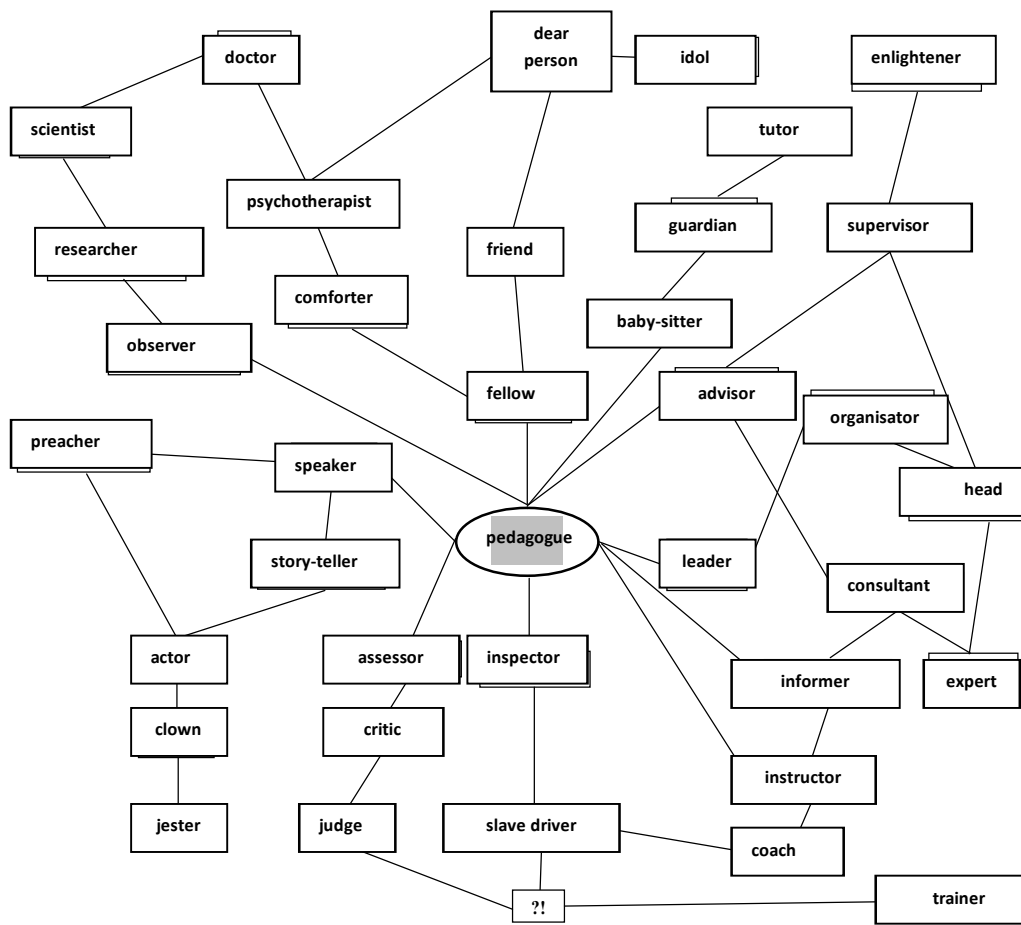 dear
person
doctor
idol
enlightener
scientist
tutor
psychotherapist
guardian
supervisor
researcher
friend
comforter
baby-sitter
observer
fellow
advisor
organisator
preacher
speaker
head
pedagogue
story-teller
leader
consultant
actor
assessor
inspector
informer
expert
clown
critic
instructor
jester
judge
slave driver
coach
?!
trainer